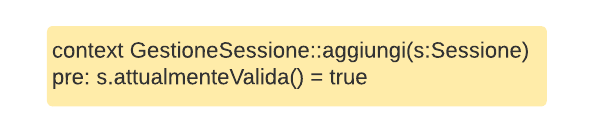 context GestioneSessione::aggiungi(s:Sessione)
pre: s.attualmenteValida() = true